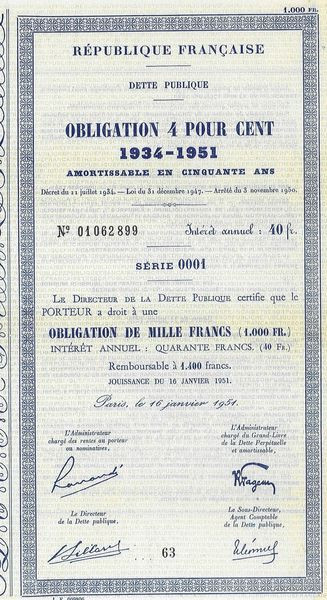 1.000 FR.
RÉPUBLIQUE FRANÇAISE
DETTE PUBLIQUE
OBLIGATION 4 POUR CENT
1934-1951
AMORTISSABLE EN CINQUANTE ANS
Décret du 21 juillet 1934. — Loi du 31 décembre 1947. — Arrêté du 3 novembre 1950.
Nº 01062899 Intérêt annuel : 40 fr.
SÉRIE 0001
LE DIRECTEUR DE LA DETTE PUBLIQUE certifie que le
PORTEUR a droit à une
OBLIGATION DE MILLE FRANCS (1.000 FR.)
INTÉRÊT ANNUEL : QUARANTE FRANCS. (40 FR.)
Remboursable à 1.400 francs.
JOUISSANCE DU 16 JANVIER 1951.
Paris, le 16 janvier 1951.
L'Administrateur
chargé des rentes au porteur
ou nominatives,
L'Administrateur
chargé du Grand-Livre
de la Dette Perpétuelle
et amortissable,
Le Directeur
de la Dette publique,
Le Sous-Directeur,
Agent Comptable
de la Dette publique,
63